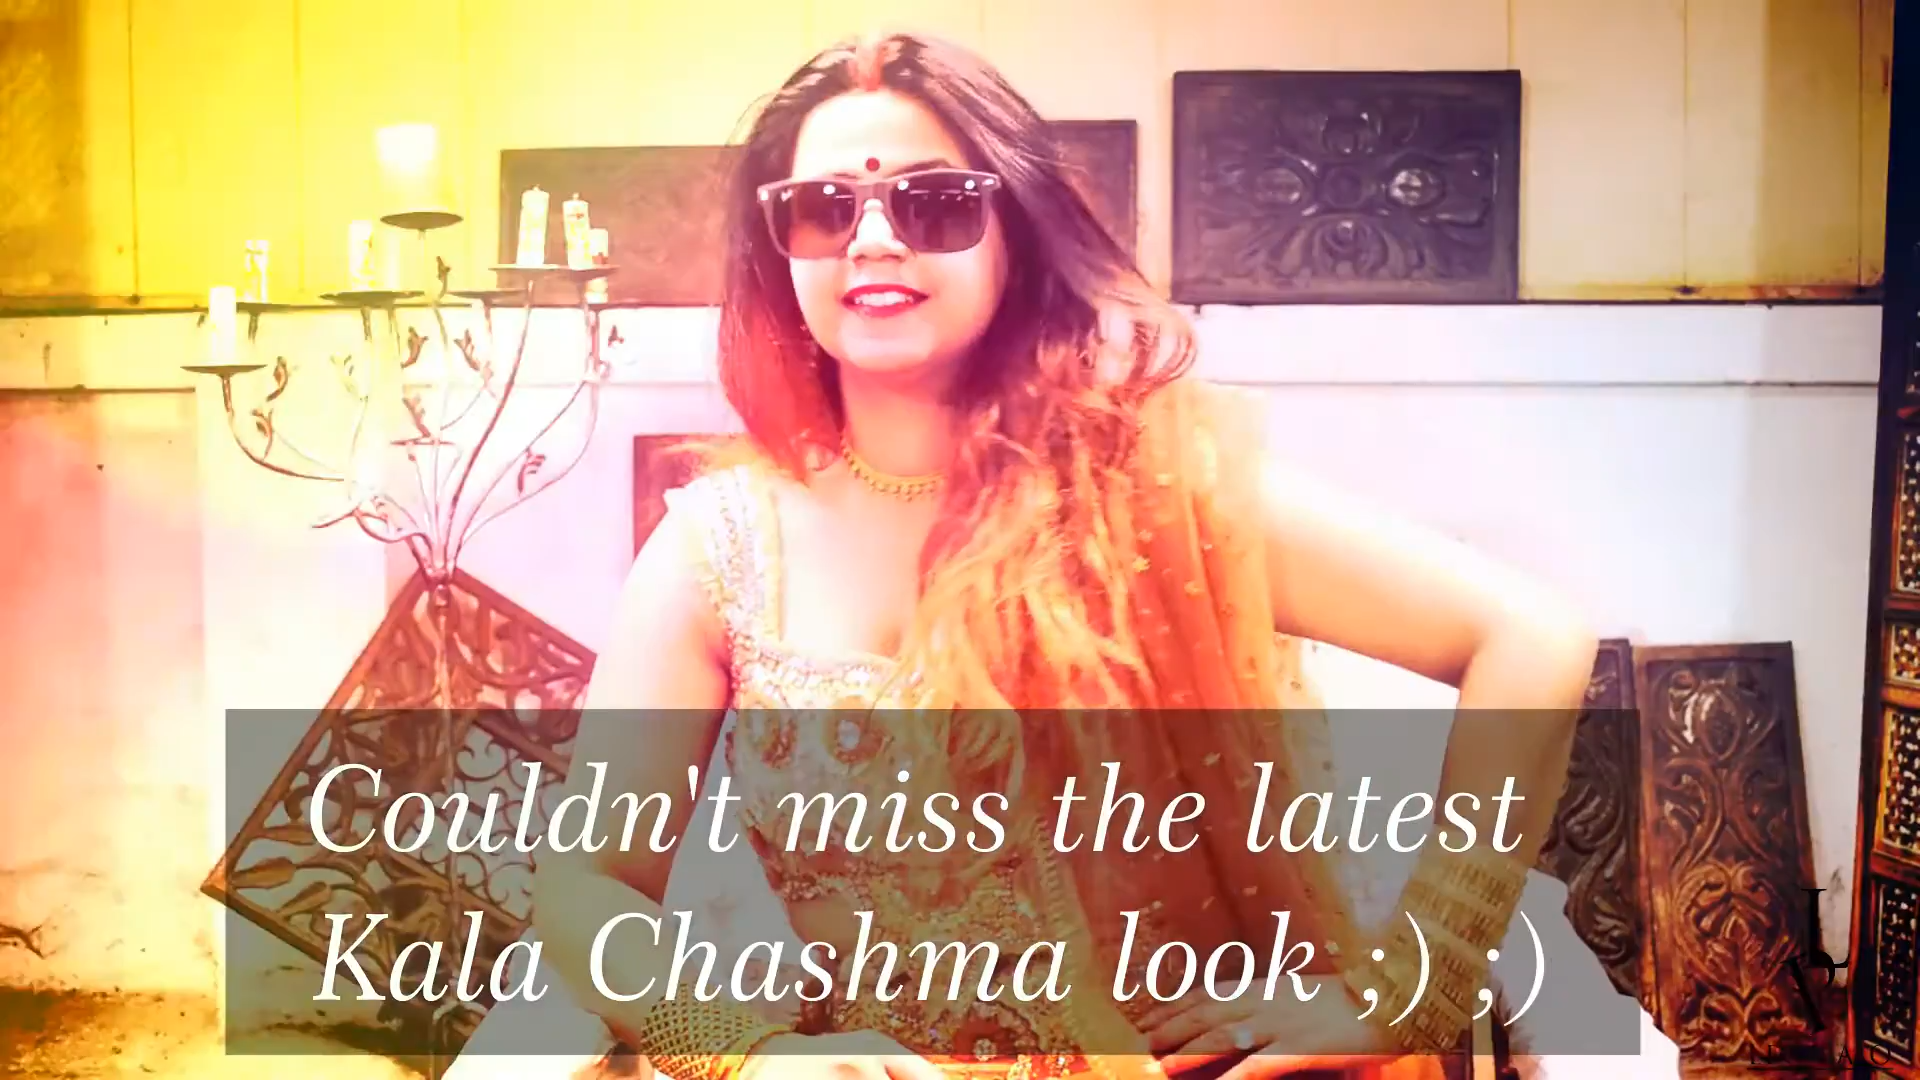 Couldn't miss the latest
Kala Chashma look ;) ;)